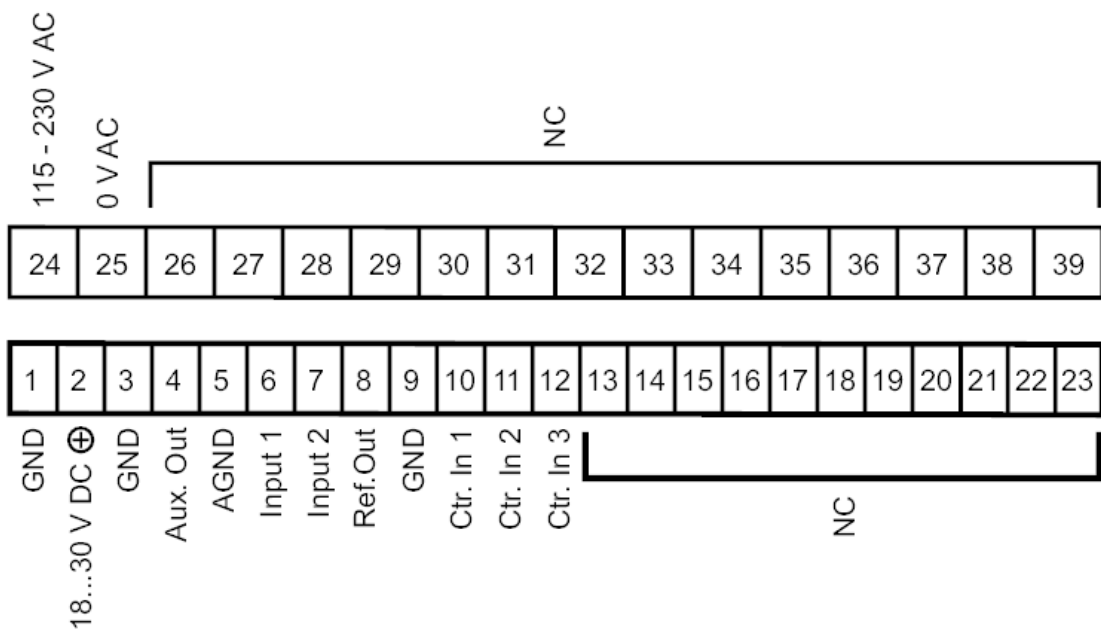 115 - 230 V AC
0 V AC
NC
24 25 26 27 28 29 30 31 32 33 34 35 36 37 38 39
1 2 3 4 5 6 7 8 9 10 11 12 13 14 15 16 17 18 19 20 21 22 23
GND
18...30 V DC ⊕
GND
Aux. Out
AGND
Input 1
Input 2
Ref.Out
GND
Ctr. In 1
Ctr. In 2
Ctr. In 3
NC